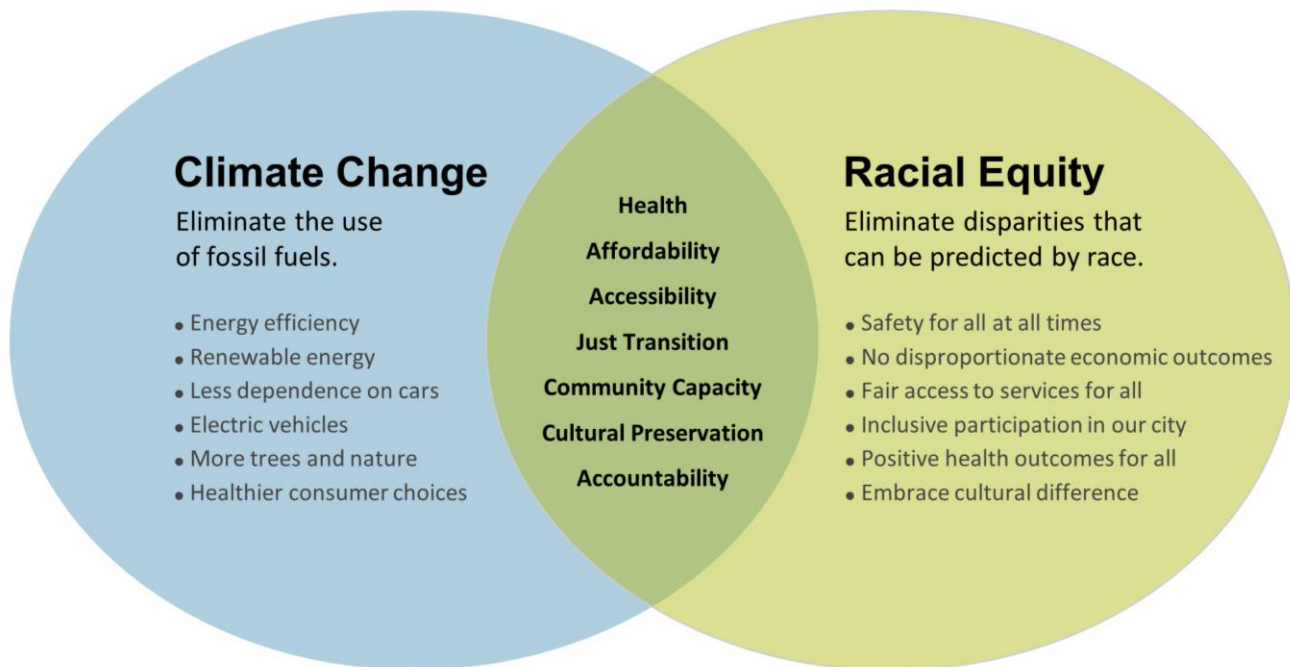 Climate Change
Eliminate the use
of fossil fuels.
• Energy efficiency
• Renewable energy
• Less dependence on cars
• Electric vehicles
• More trees and nature
• Healthier consumer choices
Health
Affordability
Accessibility
Just Transition
Community Capacity
Cultural Preservation
Accountability
Racial Equity
Eliminate disparities that
can be predicted by race.
• Safety for all at all times
• No disproportionate economic outcomes
• Fair access to services for all
• Inclusive participation in our city
• Positive health outcomes for all
• Embrace cultural difference